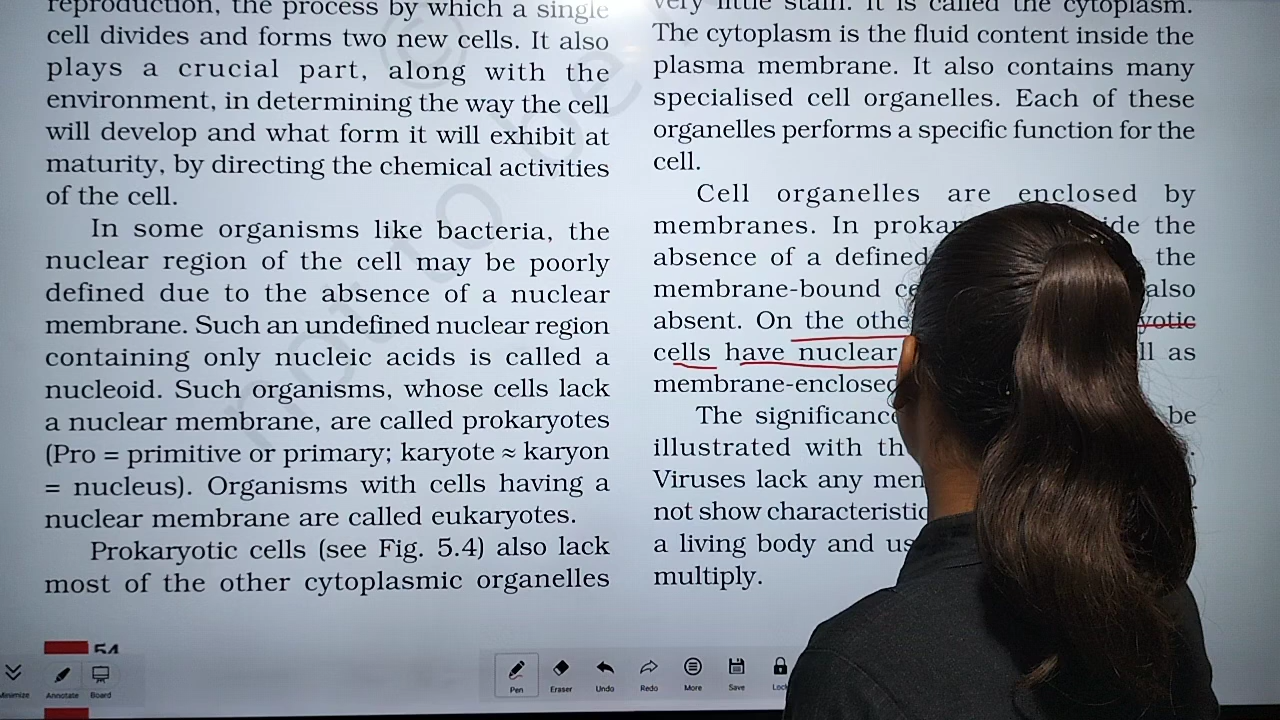 reproduction, the process by which a single
cell divides and forms two new cells. It also
plays a crucial part, along with the
environment, in determining the way the cell
will develop and what form it will exhibit at
maturity, by directing the chemical activities
of the cell.
In some organisms like bacteria, the
nuclear region of the cell may be poorly
defined due to the absence of a nuclear
membrane. Such an undefined nuclear region
containing only nucleic acids is called a
nucleoid. Such organisms, whose cells lack
a nuclear membrane, are called prokaryotes
(Pro = primitive or primary; karyote ≈ karyon
= nucleus). Organisms with cells having a
nuclear membrane are called eukaryotes.
Prokaryotic cells (see Fig. 5.4) also lack
most of the other cytoplasmic organelles
54
very little stain. It is called the cytoplasm.
The cytoplasm is the fluid content inside the
plasma membrane. It also contains many
specialised cell organelles. Each of these
organelles performs a specific function for the
cell.
Cell organelles are enclosed by
membranes. In the
absence of a defined the
membrane-bound also
absent. On the
cells have nuclear as
membrane-enclosed
The significance be
illustrated with
Viruses lack any
not show
a living body and
multiply.
Minimize Annotate Board Pen Eraser Undo Redo More Save Lock